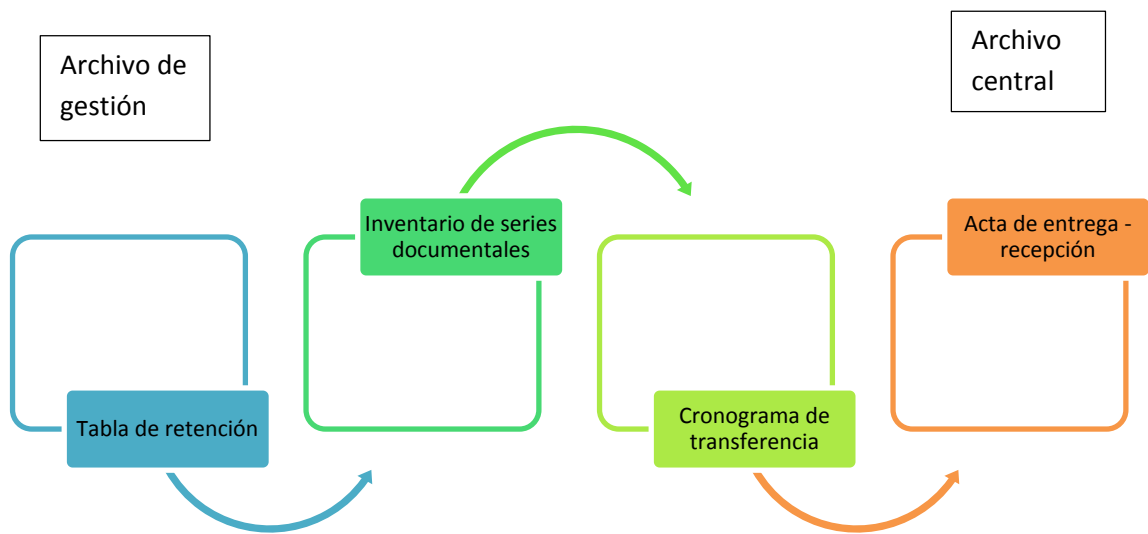 Archivo de
gestión
Archivo
central
Inventario de series
documentales
Acta de entrega -
recepción
Tabla de retención
Cronograma de
transferencia